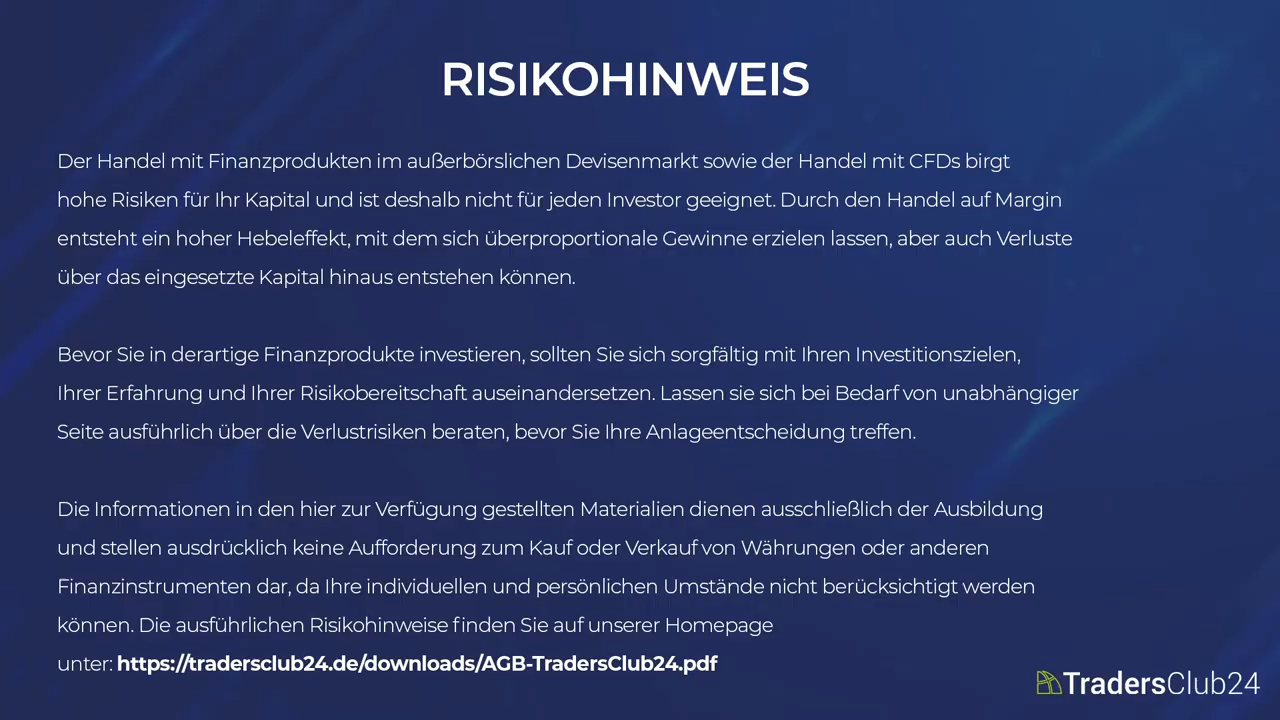 RISIKOHINWEIS
Der Handel mit Finanzprodukten im außerbörslichen Devisenmarkt sowie der Handel mit CFDs birgt
hohe Risiken für Ihr Kapital und ist deshalb nicht für jeden Investor geeignet. Durch den Handel auf Margin
entsteht ein hoher Hebeleffekt, mit dem sich überproportionale Gewinne erzielen lassen, aber auch Verluste
über das eingesetzte Kapital hinaus entstehen können.
Bevor Sie in derartige Finanzprodukte investieren, sollten Sie sich sorgfältig mit Ihren Investitionszielen,
Ihrer Erfahrung und Ihrer Risikobereitschaft auseinandersetzen. Lassen sie sich bei Bedarf von unabhängiger
Seite ausführlich über die Verlustrisiken beraten, bevor Sie Ihre Anlageentscheidung treffen.
Die Informationen in den hier zur Verfügung gestellten Materialien dienen ausschließlich der Ausbildung
und stellen ausdrücklich keine Aufforderung zum Kauf oder Verkauf von Währungen oder anderen
Finanzinstrumenten dar, da Ihre individuellen und persönlichen Umstände nicht berücksichtigt werden
können. Die ausführlichen Risikohinweise finden Sie auf unserer Homepage
unter: https://tradersclub24.de/downloads/AGB-TradersClub24.pdf
TradersClub24